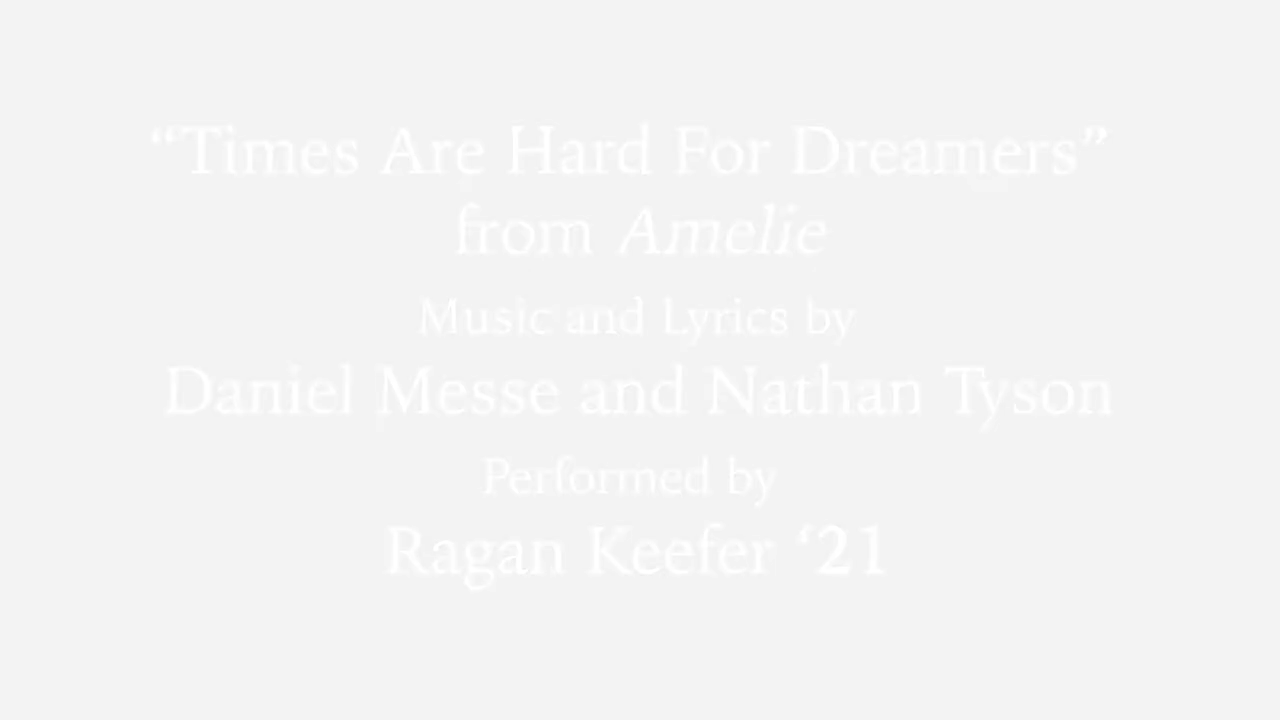 “Times Are Hard For Dreamers”
from Amelie
Music and Lyrics by
Daniel Messe and Nathan Tyson
Performed by
Ragan Keefer ‘21